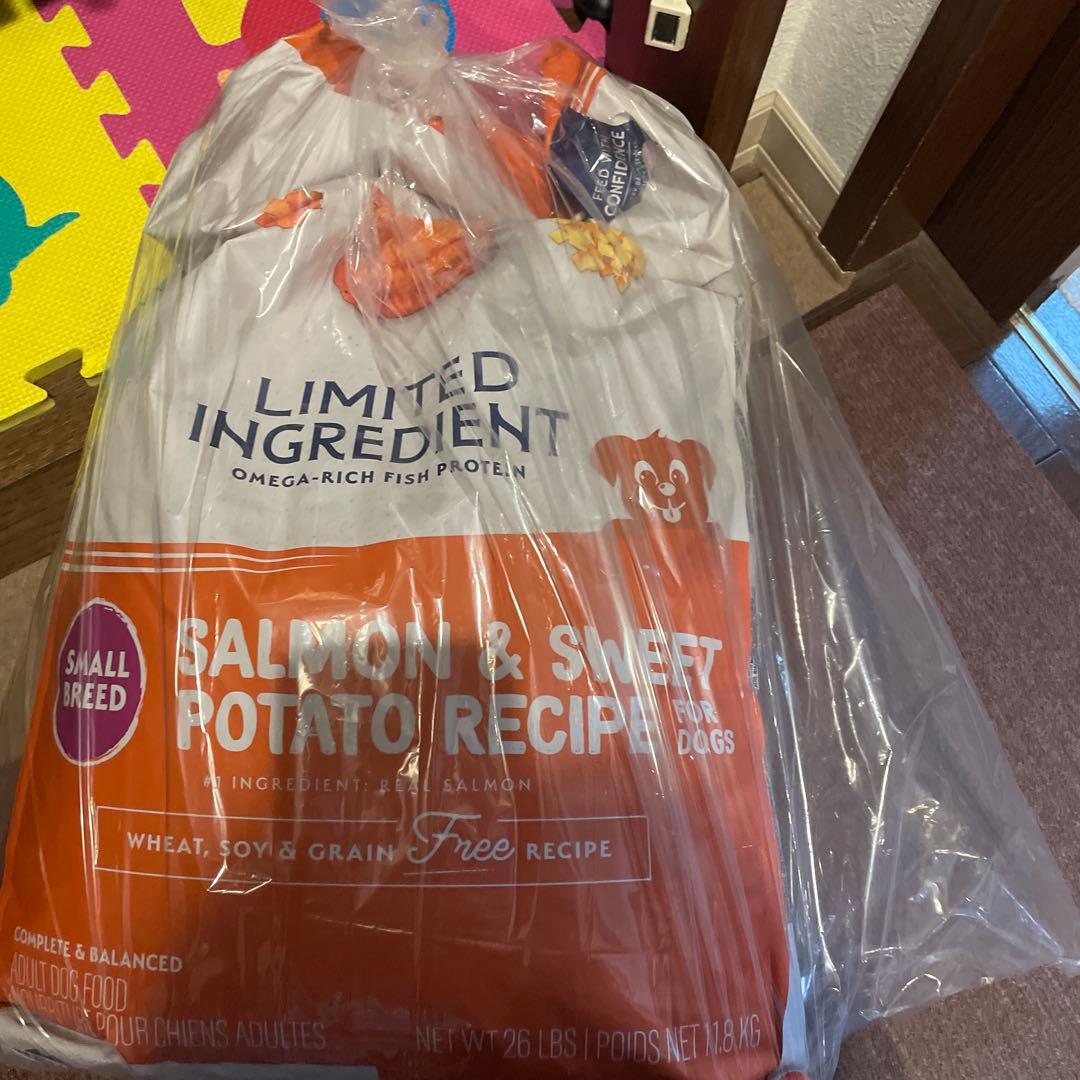 FEED WITH
CONFIDENCE
LIMITED
INGREDIENT
OMEGA-RICH FISH PROTEIN
SMALL
BREED
SALMON & SWEET
POTATO RECIPE
FOR
DOGS
#1 INGREDIENT: REAL SALMON
WHEAT, SOY & GRAIN Free RECIPE
COMPLETE & BALANCED
ADULT DOG FOOD
NOURRITURE POUR CHIENS ADULTES
NET WT 26 LBS | POIDS NET 11.8 KG